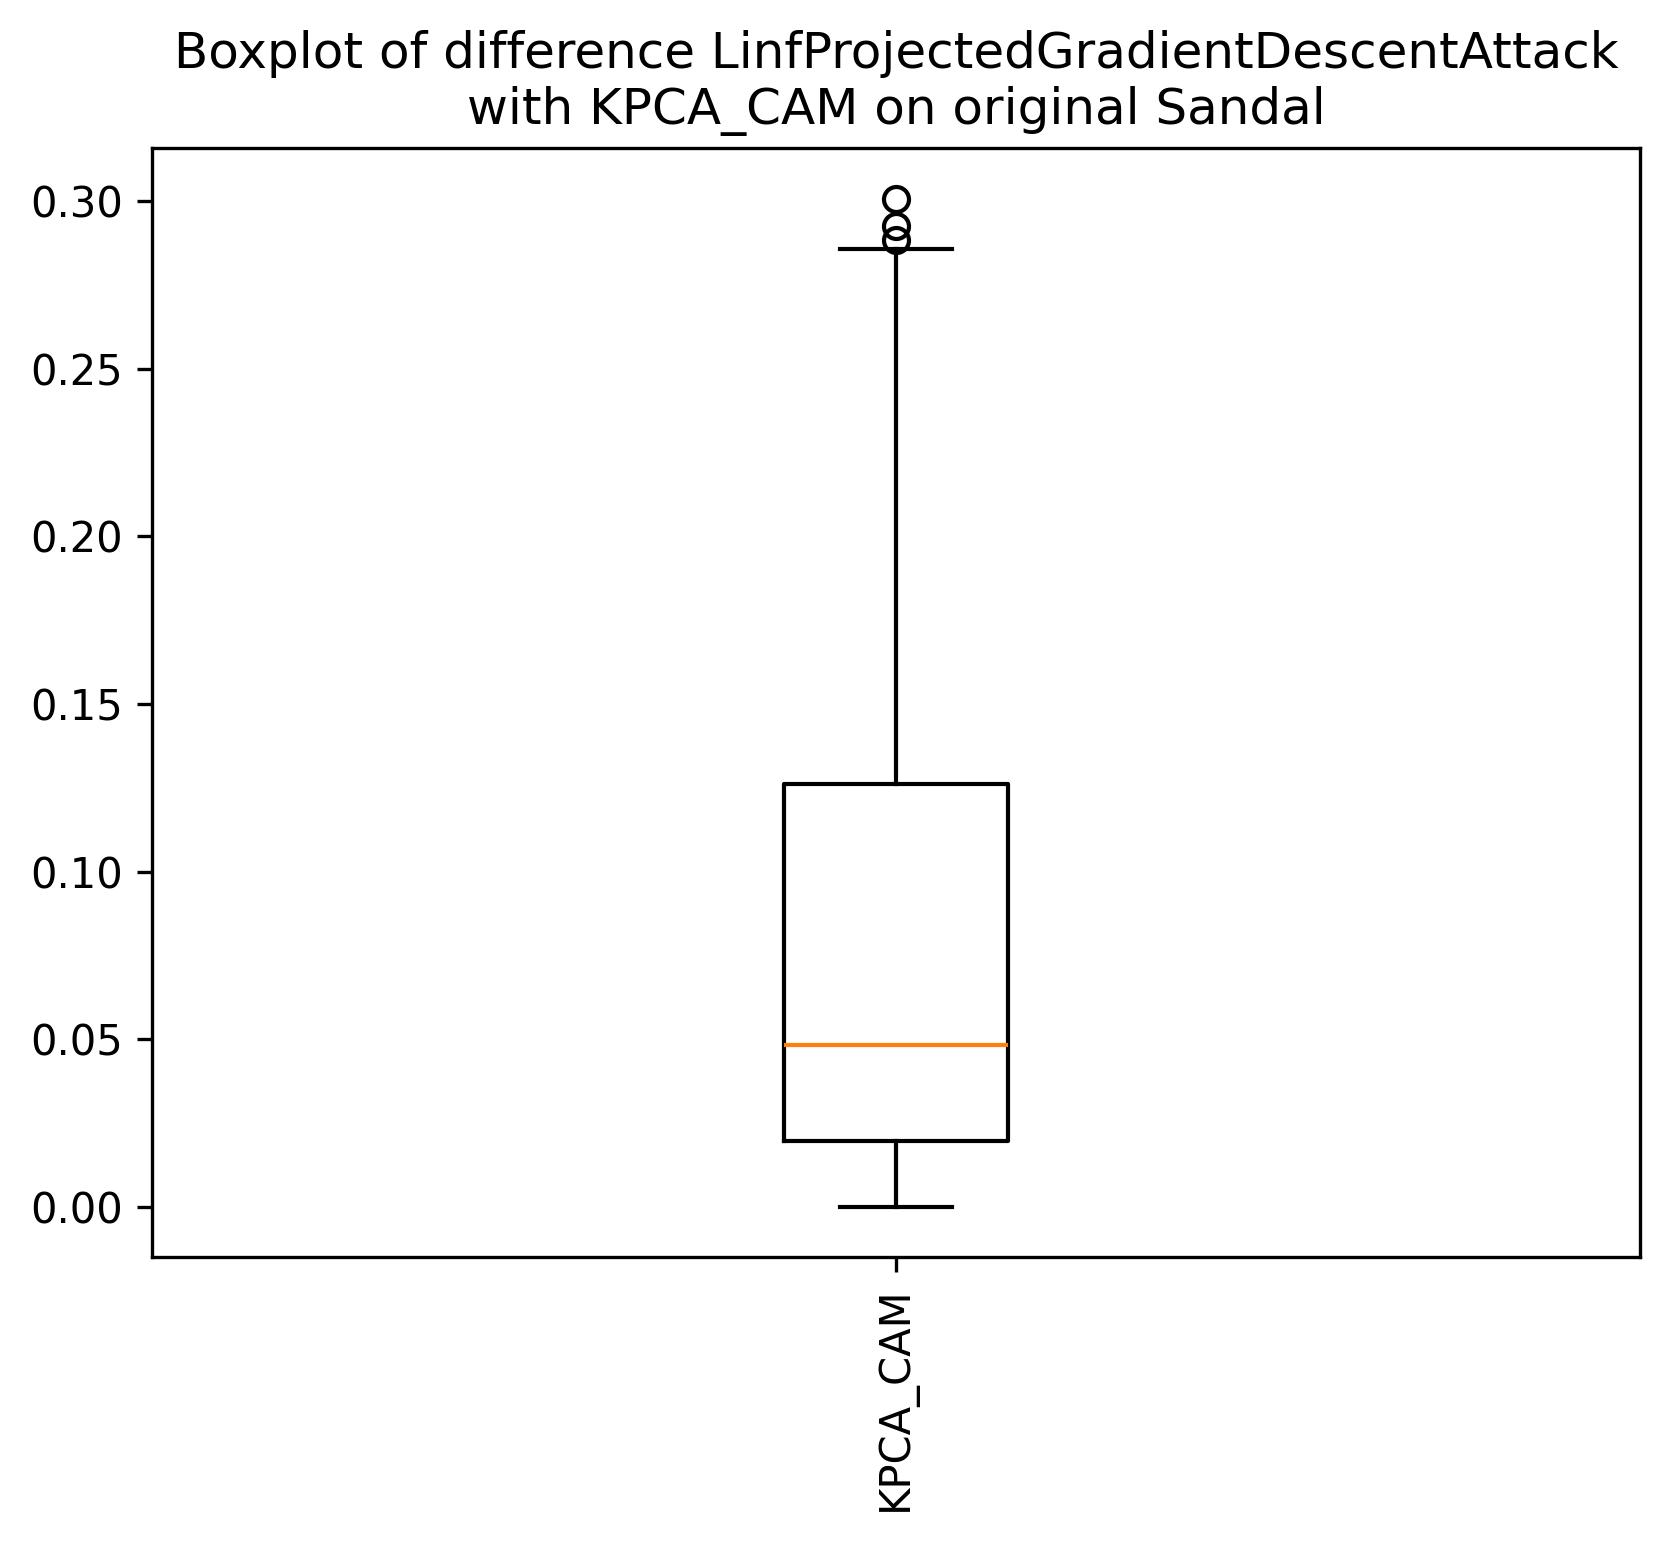 Boxplot of difference LinfProjectedGradientDescentAttack
with KPCA_CAM on original Sandal
0.30
0.25
0.20
0.15
0.10
0.05
0.00
KPCA_CAM